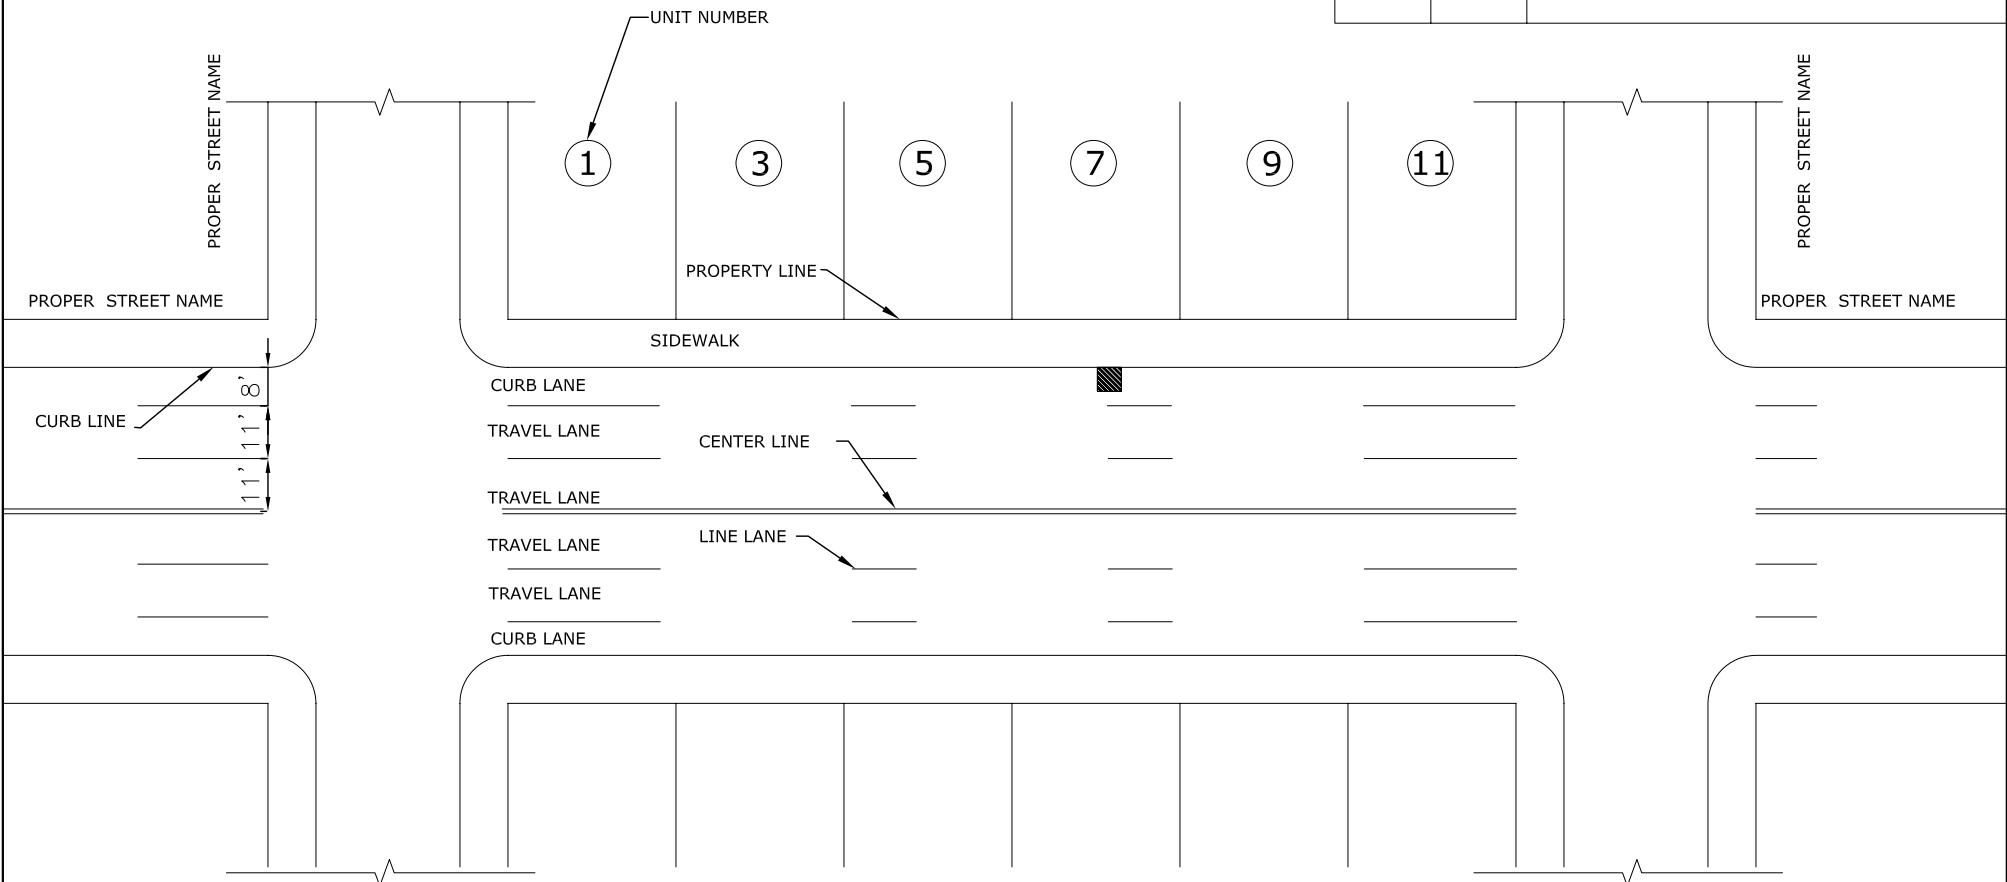 UNIT NUMBER
PROPER STREET NAME
PROPER STREET NAME
1
3
5
7
9
11
PROPERTY LINE
PROPER STREET NAME
PROPER STREET NAME
SIDEWALK
8'
CURB LANE
CURB LINE
11'
TRAVEL LANE
CENTER LINE
11'
TRAVEL LANE
LINE LANE
TRAVEL LANE
TRAVEL LANE
CURB LANE